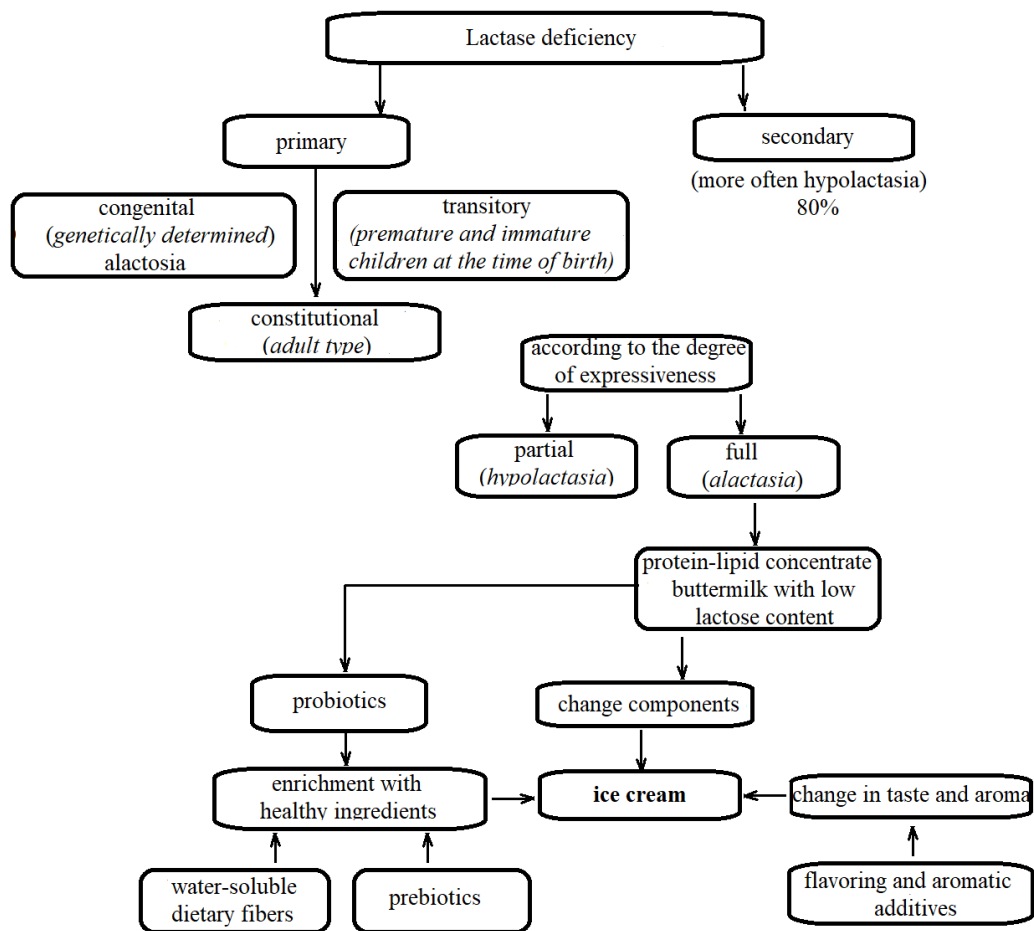 Lactase deficiency
primary
secondary
(more often hypolactasia)
80%
congenital
(genetically determined)
alactosia
transitory
(premature and immature
children at the time of birth)
constitutional
(adult type)
according to the degree
of expressiveness
partial
(hypolactasia)
full
(alactasia)
protein-lipid concentrate
buttermilk with low
lactose content
probiotics
change components
enrichment with
healthy ingredients
ice cream
change in taste and aroma
water-soluble
dietary fibers
prebiotics
flavoring and aromatic
additives